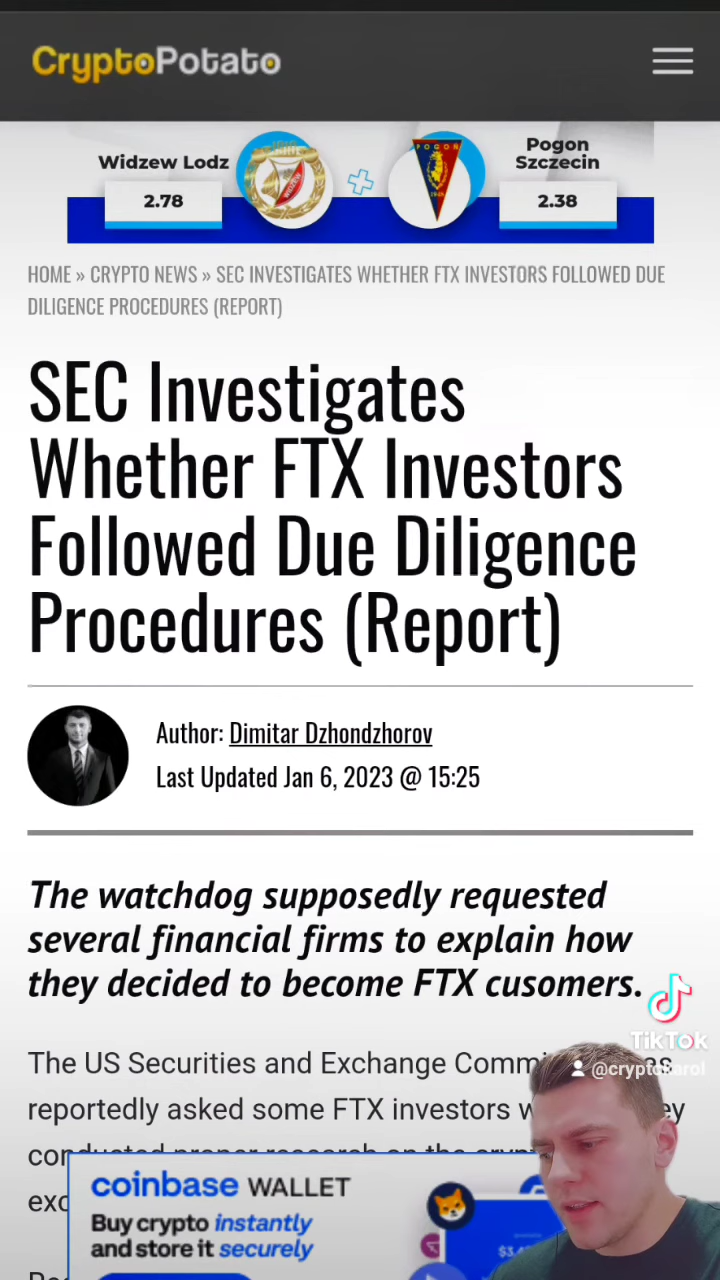 CryptoPotato
Widzew Lodz
2.78
Pogon
Szczecin
2.38
POGOŃ
WIDZEW
HOME » CRYPTO NEWS » SEC INVESTIGATES WHETHER FTX INVESTORS FOLLOWED DUE
DILIGENCE PROCEDURES (REPORT)
SEC Investigates
Whether FTX Investors
Followed Due Diligence
Procedures (Report)
Author: Dimitar Dzhondzhorov
Last Updated Jan 6, 2023 @ 15:25
The watchdog supposedly requested
several financial firms to explain how
they decided to become FTX cusomers.
TikTok
@cryptokarol
The US Securities and Exchange
reportedly asked some FTX investors
coinbase WALLET
Buy crypto instantly
and store it securely